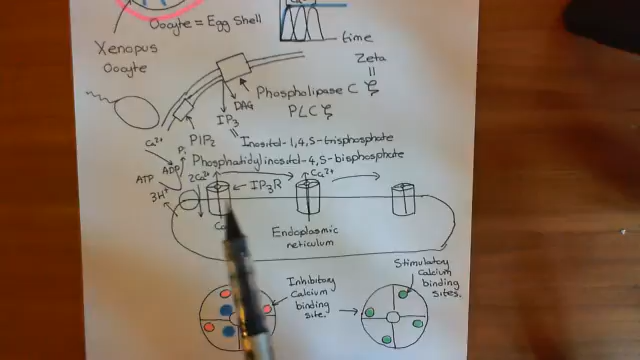 Oocyte = Egg Shell
Xenopus
Oocyte
time
Zeta
=
Phospholipase C ζ
PLC ζ
DAG
IP3
=
Inositol-1,4,5-trisphosphate
PIP2
Phosphatidylinositol-4,5-bisphosphate
Ca2+
Pi
ADP
ATP
3H+
2Ca2+
IP3R
Ca2+
Endoplasmic
reticulum
Inhibitory
Calcium
binding
site.
Stimulatory
Calcium
binding
sites.